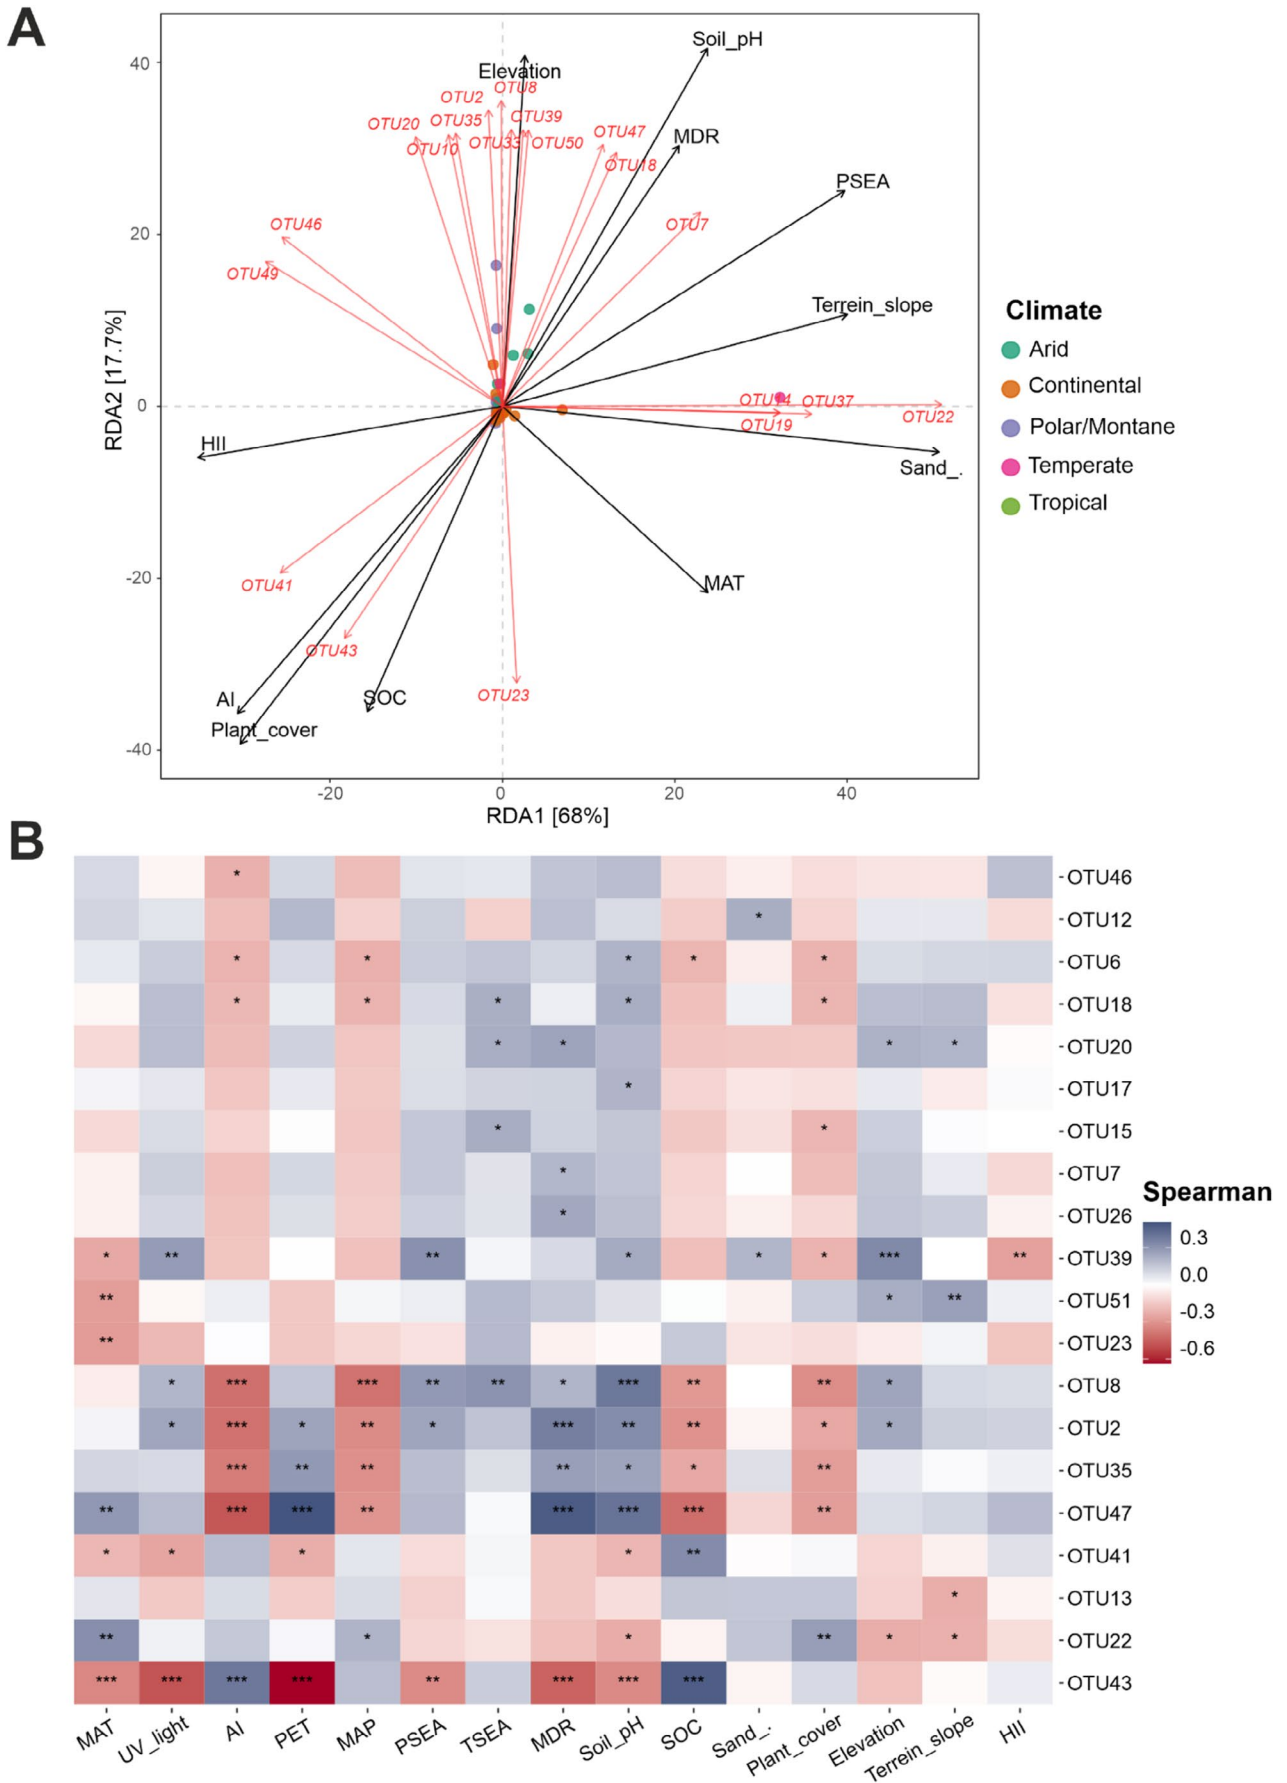 A
Soil_pH
40
Elevation
OTU8
OTU2
OTU39
OTU35
OTU20
OTU47
MDR
OTU33
OTU50
OTU10
OTU18
PSEA
20
OTU46
OTU7
OTU49
Terrein_slope
Climate
Arid
Continental
Polar/Montane
Temperate
Tropical
RDA2 [17.7%]
0
OTU37
OTU22
OTU19
HII
Sand_.
-20
OTU41
MAT
OTU43
AI
SOC
OTU23
Plant_cover
-40
-20 0 20 40
RDA1 [68%]
B
* OTU46
* OTU12
* * * * * OTU6
* * * * * OTU18
* * * * OTU20
* OTU17
* * OTU15
* OTU7
* OTU26
* ** ** * * * *** ** OTU39
** * ** OTU51
** OTU23
* *** *** ** ** * *** ** ** * OTU8
* *** * ** * *** ** ** * * OTU2
*** ** ** ** * * ** OTU35
** *** *** ** *** *** *** ** OTU47
* * * * ** OTU41
* OTU13
** * * ** * * OTU22
*** *** *** *** ** *** *** *** OTU43
Spearman
0.3
0.0
-0.3
-0.6
MAT UV_light AI PET MAP PSEA TSEA MDR Soil_pH SOC Sand_. Plant_cover Elevation Terrein_slope HII